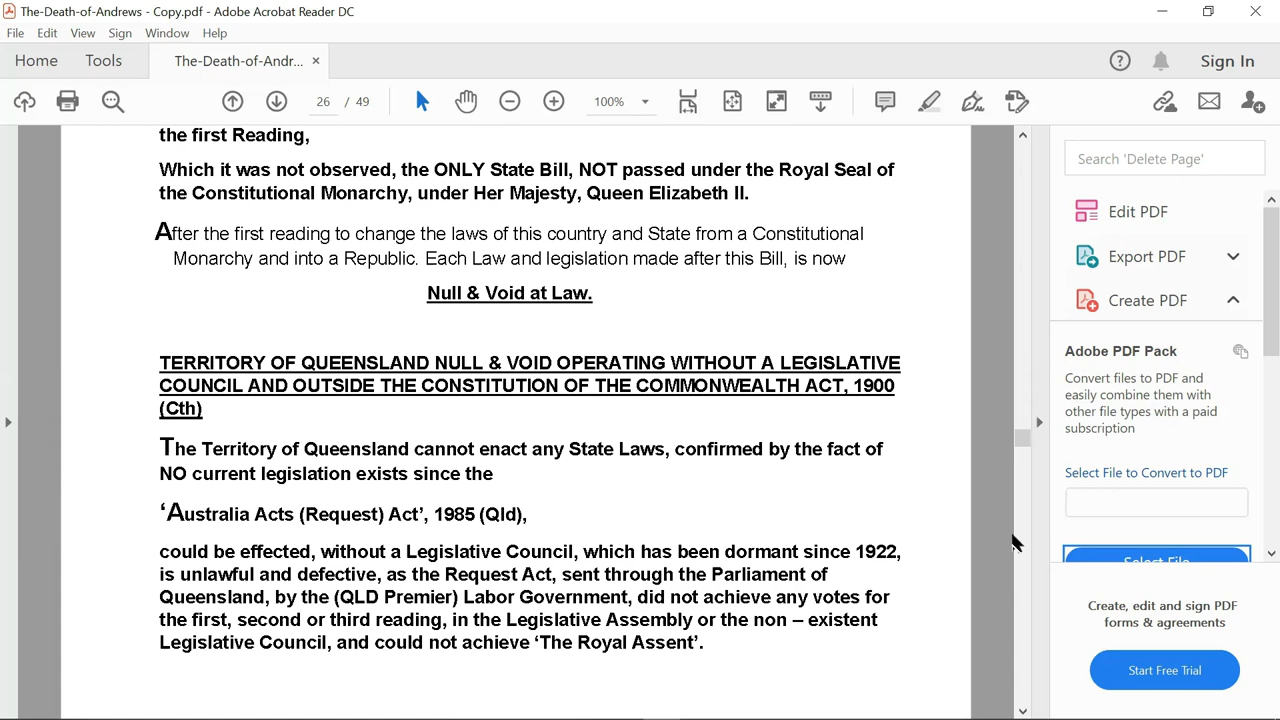 The-Death-of-Andrews - Copy.pdf - Adobe Acrobat Reader DC
File Edit View Sign Window Help
Home Tools The-Death-of-Andr... × Sign In
26 / 49 100%
the first Reading,
Which it was not observed, the ONLY State Bill, NOT passed under the Royal Seal of
the Constitutional Monarchy, under Her Majesty, Queen Elizabeth II.
After the first reading to change the laws of this country and State from a Constitutional
Monarchy and into a Republic. Each Law and legislation made after this Bill, is now
Null & Void at Law.
TERRITORY OF QUEENSLAND NULL & VOID OPERATING WITHOUT A LEGISLATIVE
COUNCIL AND OUTSIDE THE CONSTITUTION OF THE COMMONWEALTH ACT, 1900
(Cth)
The Territory of Queensland cannot enact any State Laws, confirmed by the fact of
NO current legislation exists since the
‘Australia Acts (Request) Act’, 1985 (Qld),
could be effected, without a Legislative Council, which has been dormant since 1922,
is unlawful and defective, as the Request Act, sent through the Parliament of
Queensland, by the (QLD Premier) Labor Government, did not achieve any votes for
the first, second or third reading, in the Legislative Assembly or the non – existent
Legislative Council, and could not achieve ‘The Royal Assent’.
Search 'Delete Page'
Edit PDF
Export PDF
Create PDF
Adobe PDF Pack
Convert files to PDF and
easily combine them with
other file types with a paid
subscription
Select File to Convert to PDF
Select File
Create, edit and sign PDF
forms & agreements
Start Free Trial